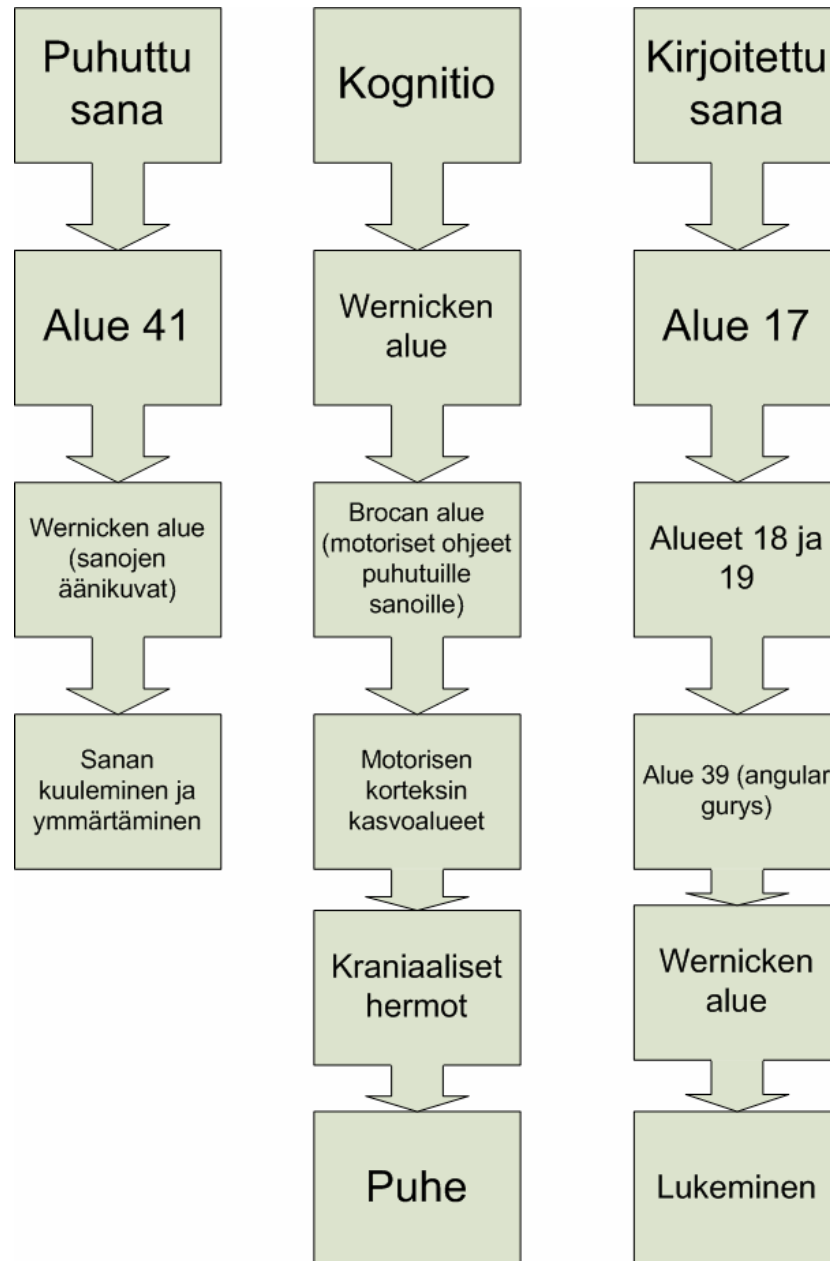 Puhuttu
sana
Alue 41
Wernicken alue
(sanojen
äänikuvat)
Sanan
kuuleminen ja
ymmärtäminen
Kognitio
Wernicken
alue
Brocan alue
(motoriset ohjeet
puhutuille
sanoille)
Motorisen
korteksin
kasvoalueet
Kraniaaliset
hermot
Puhe
Kirjoitettu
sana
Alue 17
Alueet 18 ja
19
Alue 39 (angular
gurys)
Wernicken
alue
Lukeminen